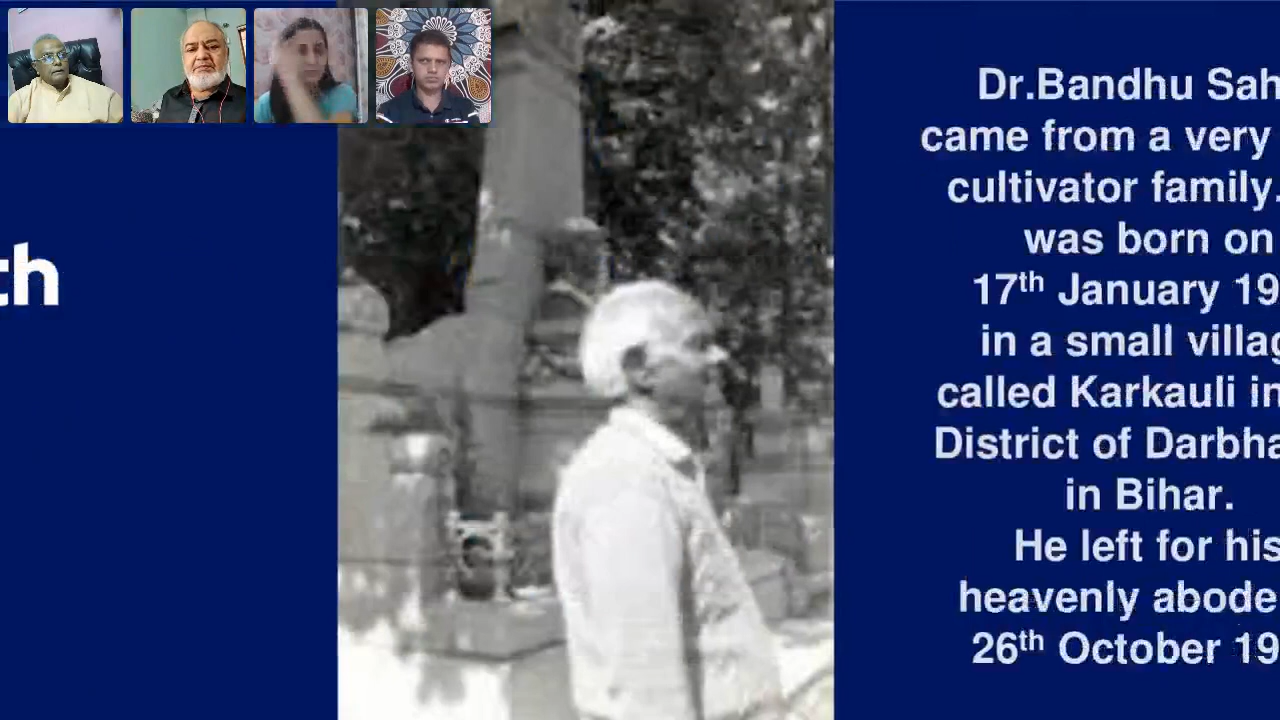 th
Dr.Bandhu Sah
came from a very
cultivator family.
was born on
17th January 19
in a small villag
called Karkauli in
District of Darbha
in Bihar.
He left for his
heavenly abode
26th October 19